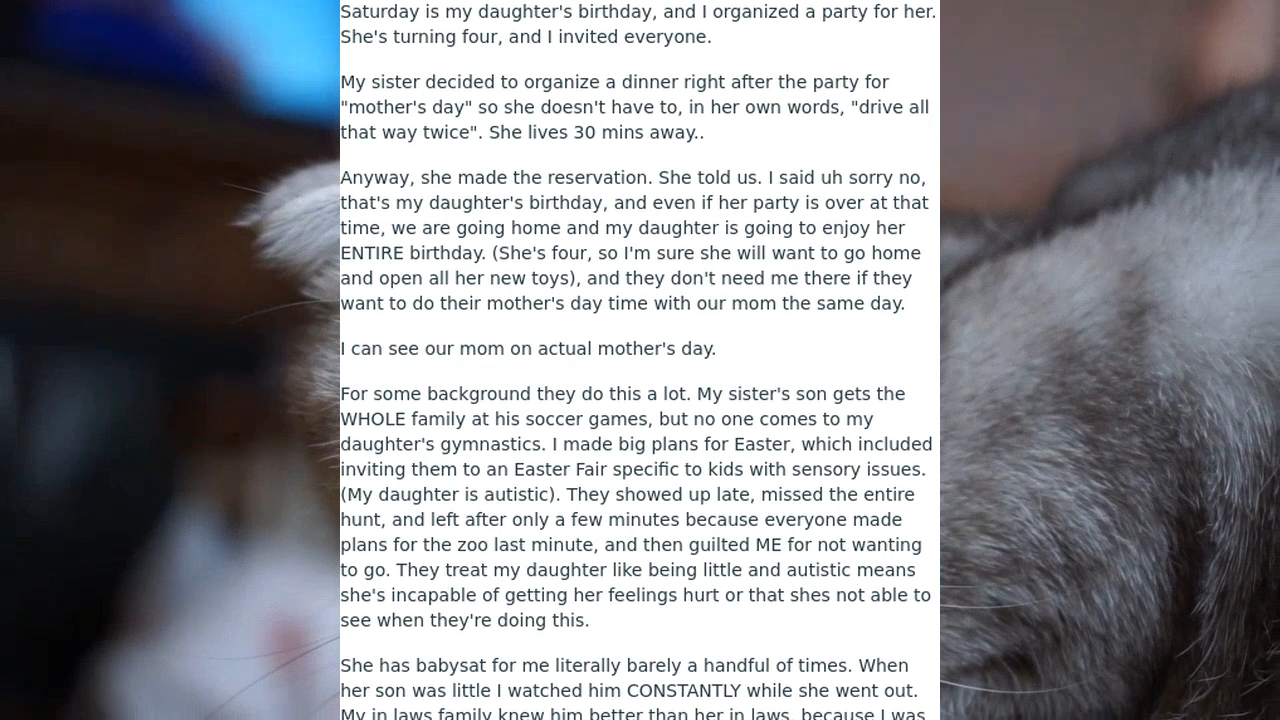 Saturday is my daughter's birthday, and I organized a party for her.
She's turning four, and I invited everyone.
My sister decided to organize a dinner right after the party for
"mother's day" so she doesn't have to, in her own words, "drive all
that way twice". She lives 30 mins away..
Anyway, she made the reservation. She told us. I said uh sorry no,
that's my daughter's birthday, and even if her party is over at that
time, we are going home and my daughter is going to enjoy her
ENTIRE birthday. (She's four, so I'm sure she will want to go home
and open all her new toys), and they don't need me there if they
want to do their mother's day time with our mom the same day.
I can see our mom on actual mother's day.
For some background they do this a lot. My sister's son gets the
WHOLE family at his soccer games, but no one comes to my
daughter's gymnastics. I made big plans for Easter, which included
inviting them to an Easter Fair specific to kids with sensory issues.
(My daughter is autistic). They showed up late, missed the entire
hunt, and left after only a few minutes because everyone made
plans for the zoo last minute, and then guilted ME for not wanting
to go. They treat my daughter like being little and autistic means
she's incapable of getting her feelings hurt or that shes not able to
see when they're doing this.
She has babysat for me literally barely a handful of times. When
her son was little I watched him CONSTANTLY while she went out.
My in laws family knew him better than her in laws, because I was